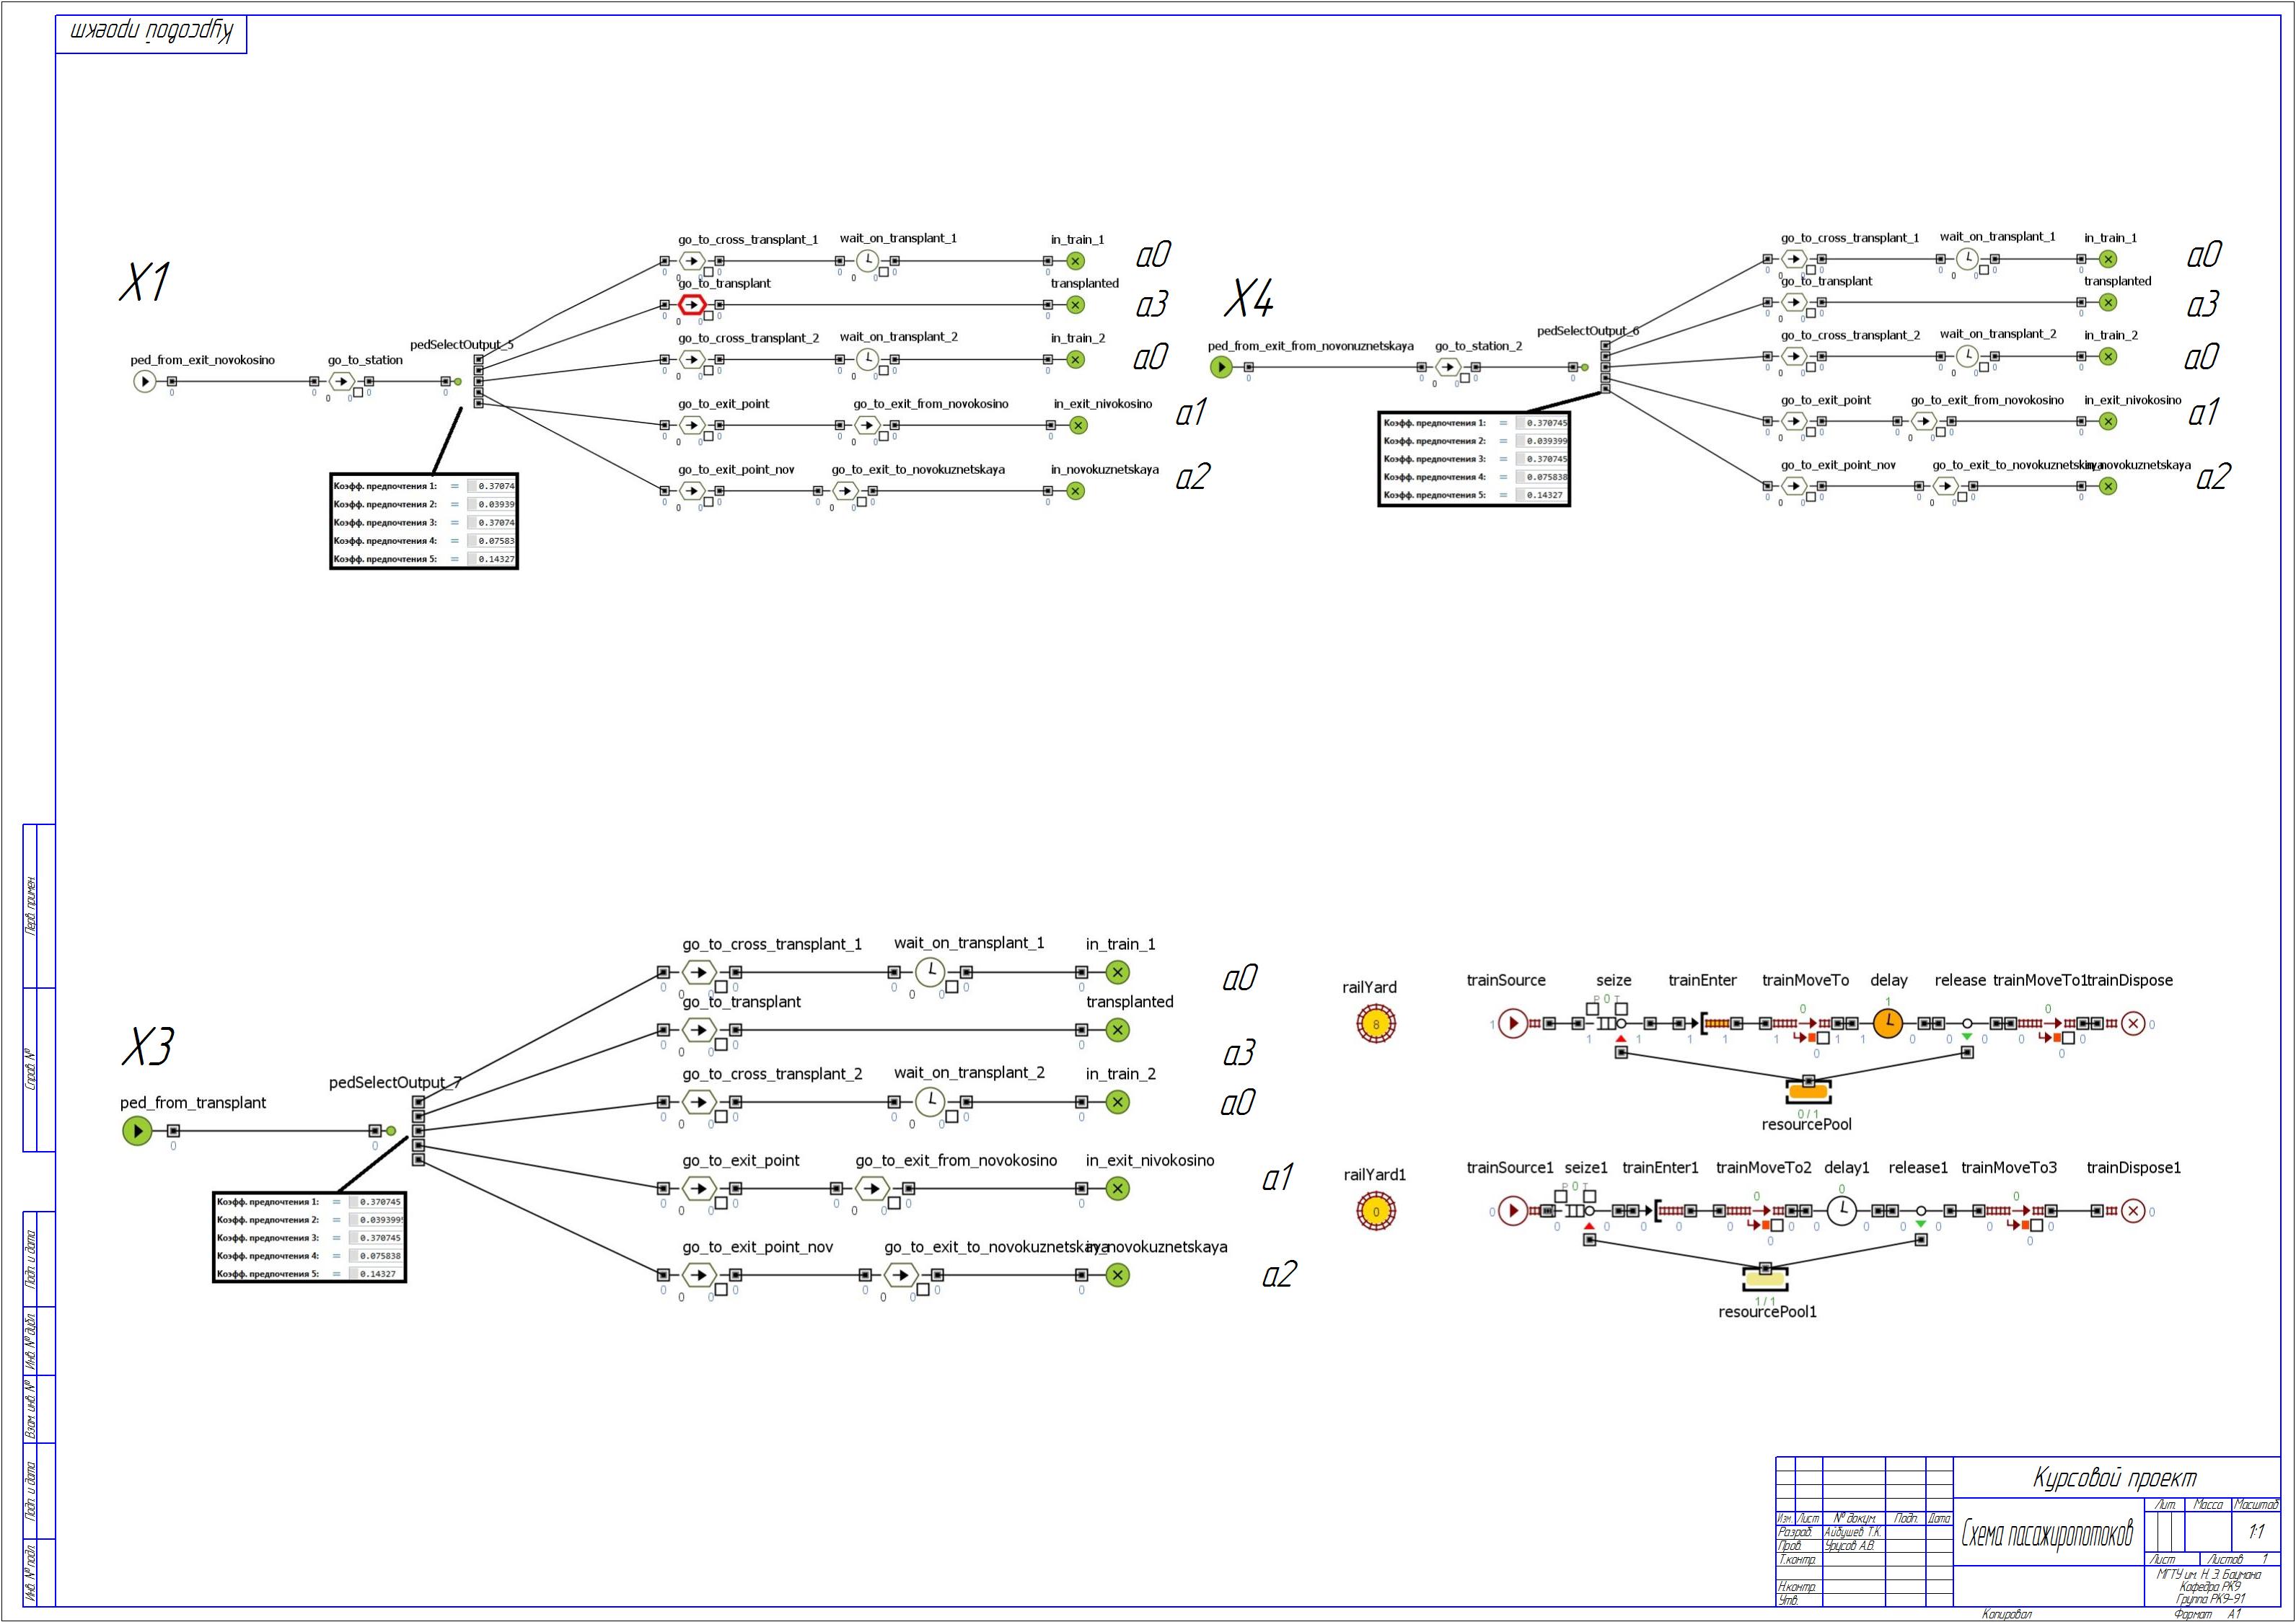 Курсовой проект
X1
ped_from_exit_novokosino
go_to_station
pedSelectOutput_5
go_to_cross_transplant_1
wait_on_transplant_1
in_train_1
a0
go_to_transplant
transplanted
a3
go_to_cross_transplant_2
wait_on_transplant_2
in_train_2
a0
go_to_exit_point
go_to_exit_from_novokosino
in_exit_nivokosino
a1
go_to_exit_point_nov
go_to_exit_to_novokuznetskaya
in_novokuznetskaya
a2
Коэфф. предпочтения 1: = 0.37074
Коэфф. предпочтения 2: = 0.03939
Коэфф. предпочтения 3: = 0.37074
Коэфф. предпочтения 4: = 0.07583
Коэфф. предпочтения 5: = 0.14327
X4
ped_from_exit_from_novonuznetskaya
go_to_station_2
pedSelectOutput_6
go_to_cross_transplant_1
wait_on_transplant_1
in_train_1
a0
go_to_transplant
transplanted
a3
go_to_cross_transplant_2
wait_on_transplant_2
in_train_2
a0
go_to_exit_point
go_to_exit_from_novokosino
in_exit_nivokosino
a1
go_to_exit_point_nov
go_to_exit_to_novokuznetskaya
in_novokuznetskaya
a2
Коэфф. предпочтения 1: = 0.370745
Коэфф. предпочтения 2: = 0.039399
Коэфф. предпочтения 3: = 0.370745
Коэфф. предпочтения 4: = 0.075838
Коэфф. предпочтения 5: = 0.14327
X3
ped_from_transplant
pedSelectOutput_7
go_to_cross_transplant_1
wait_on_transplant_1
in_train_1
a0
go_to_transplant
transplanted
a3
go_to_cross_transplant_2
wait_on_transplant_2
in_train_2
a0
go_to_exit_point
go_to_exit_from_novokosino
in_exit_nivokosino
a1
go_to_exit_point_nov
go_to_exit_to_novokuznetskaya
in_novokuznetskaya
a2
Коэфф. предпочтения 1: = 0.370745
Коэфф. предпочтения 2: = 0.039399
Коэфф. предпочтения 3: = 0.370745
Коэфф. предпочтения 4: = 0.075838
Коэфф. предпочтения 5: = 0.14327
railYard
8
trainSource
seize
trainEnter
trainMoveTo
delay
release
trainMoveTo1
trainDispose
0/1
resourcePool
railYard1
0
trainSource1
seize1
trainEnter1
trainMoveTo2
delay1
release1
trainMoveTo3
trainDispose1
1/1
resourcePool1
Перв. примен.
Справ. №
Подп. и дата
Инв. № дубл.
Взам. инв. №
Подп. и дата
Инв. № подл.
Курсовой проект
Изм. Лист № докум. Подп. Дата
Разраб. Айбушев Т.К.
Пров. Урусов А.В.
Т.контр.
Н.контр.
Утв.
Схема пасажиропотоков
Лит. Масса Масштаб
1:1
Лист Листов 1
МГТУ им. Н. Э. Баумана
Кафедра РК9
Группа РК9-91
Копировал
Формат А1